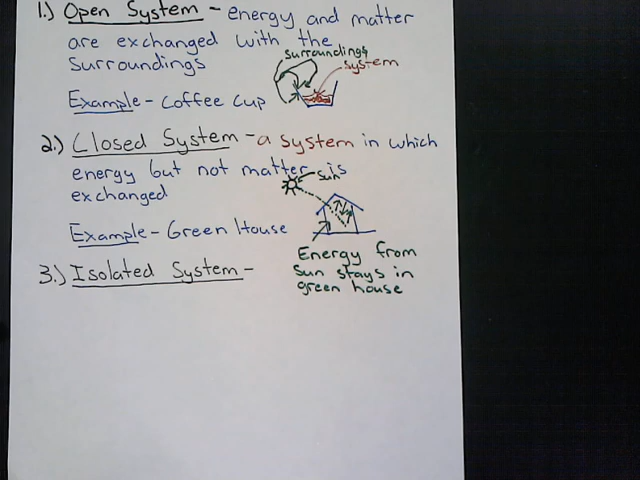 1.) Open System - energy and matter
are exchanged with the
surroundings
surroundings
system
Example - coffee cup
2.) Closed System - a system in which
energy but not matter is
exchanged
sun
Example - Green House
Energy from
sun stays in
green house
3.) Isolated System -